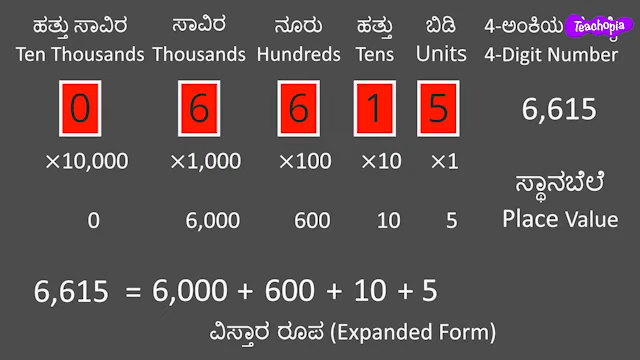 ಹತ್ತು ಸಾವಿರ ಸಾವಿರ ನೂರು ಹತ್ತು ಬಿಡಿ 4-ಅಂಕಿಯ Teachopia
Ten Thousands Thousands Hundreds Tens Units 4-Digit Number
0 6 6 1 5 6,615
×10,000 ×1,000 ×100 ×10 ×1
ಸ್ಥಾನಬೆಲೆ
0 6,000 600 10 5 Place Value
6,615 = 6,000 + 600 + 10 + 5
ವಿಸ್ತಾರ ರೂಪ (Expanded Form)